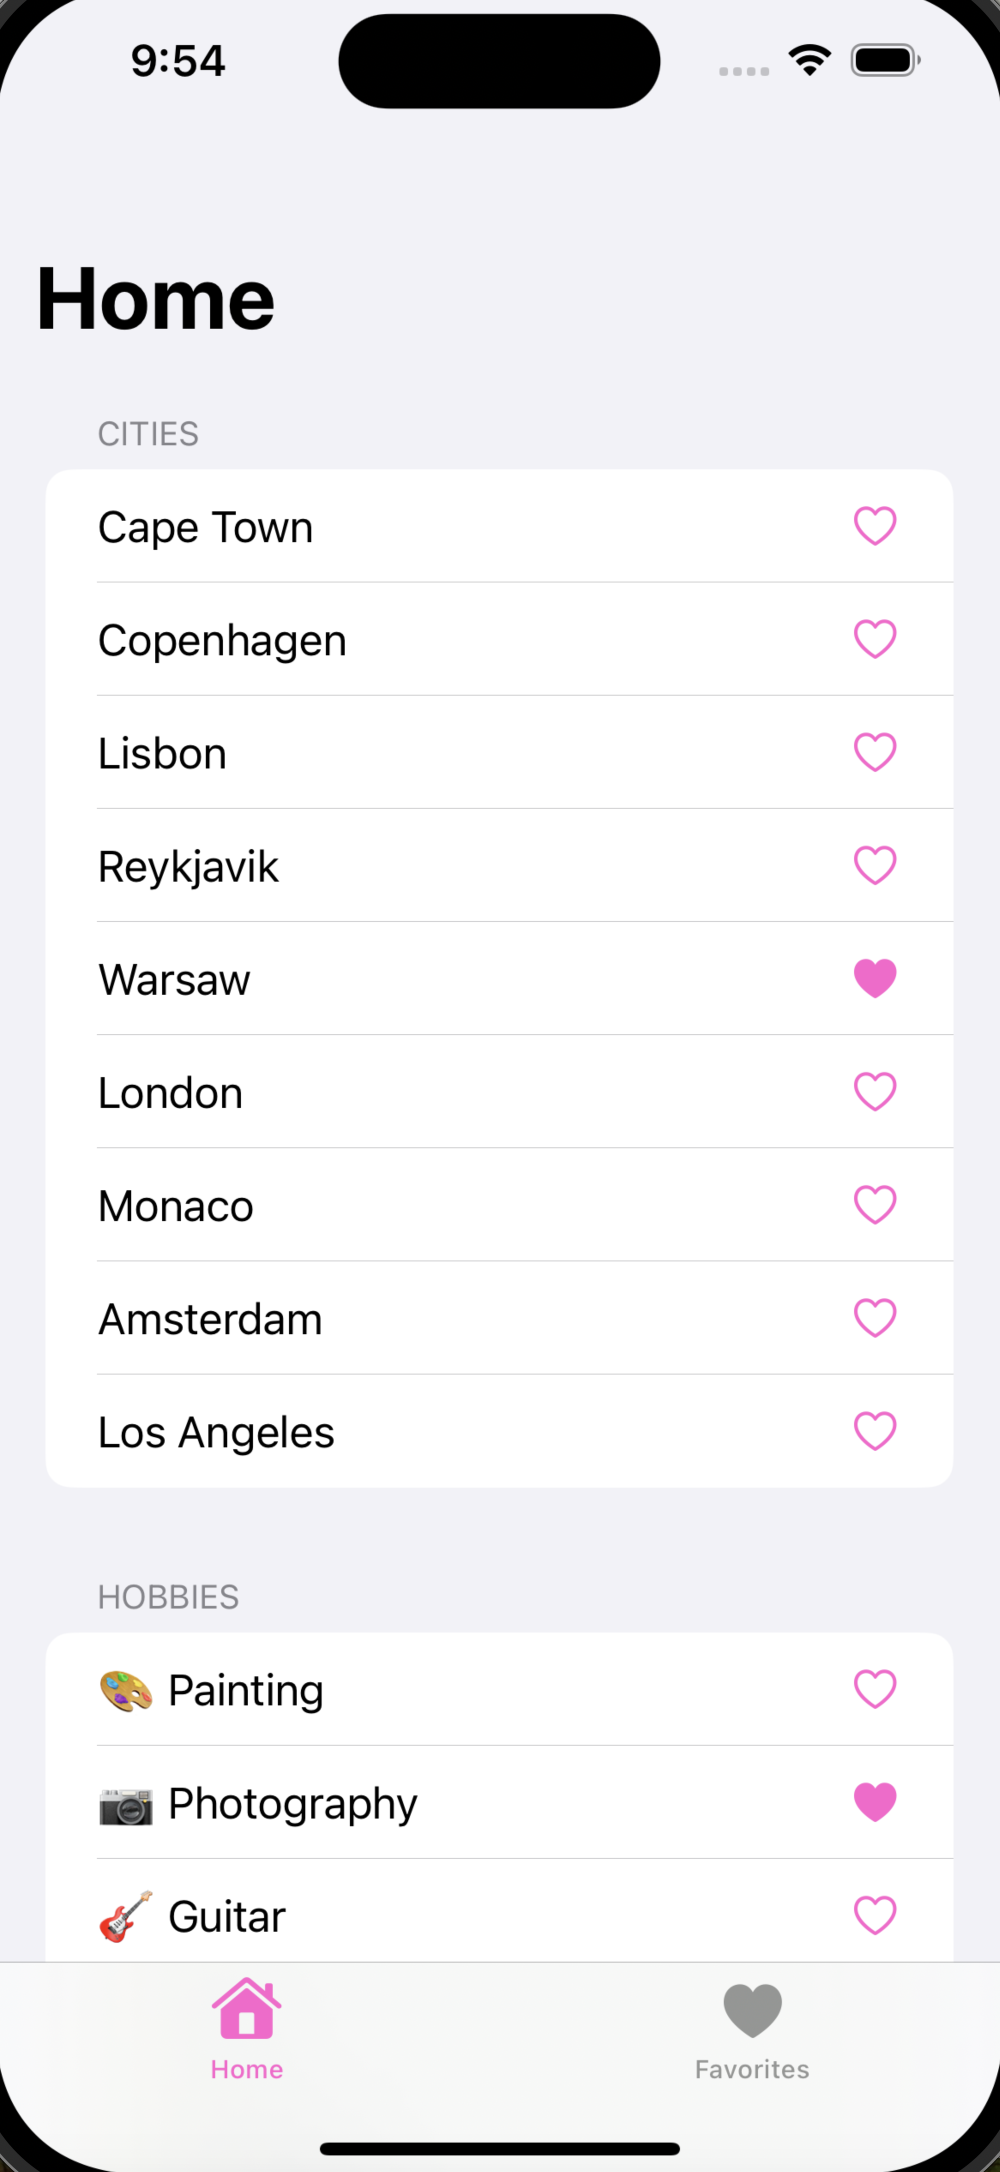 9:54
Home
CITIES
Cape Town
Copenhagen
Lisbon
Reykjavik
Warsaw
London
Monaco
Amsterdam
Los Angeles
HOBBIES
Painting
Photography
Guitar
Home
Favorites